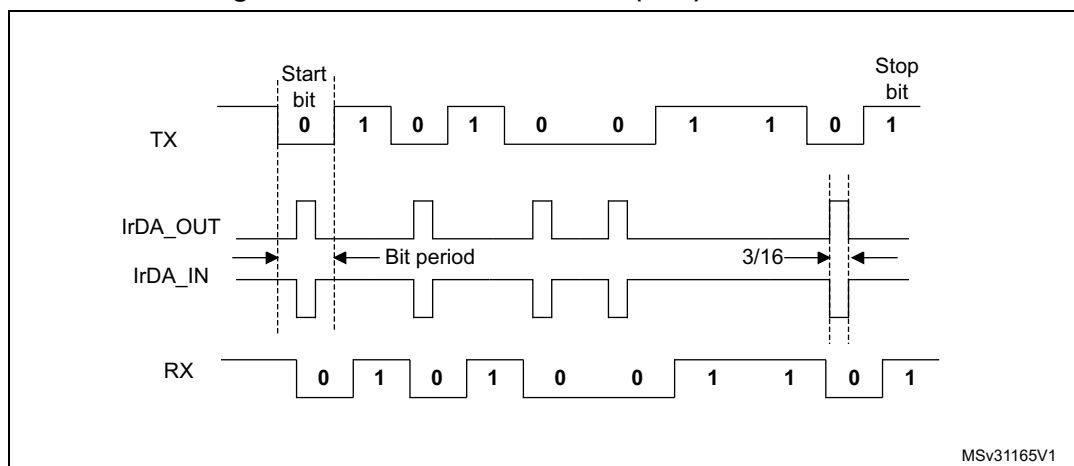 Start
bit
Stop
bit
TX
0 1 0 1 0 0 1 1 0 1
IrDA_OUT
Bit period
3/16
IrDA_IN
RX
0 1 0 1 0 0 1 1 0 1
MSv31165V1